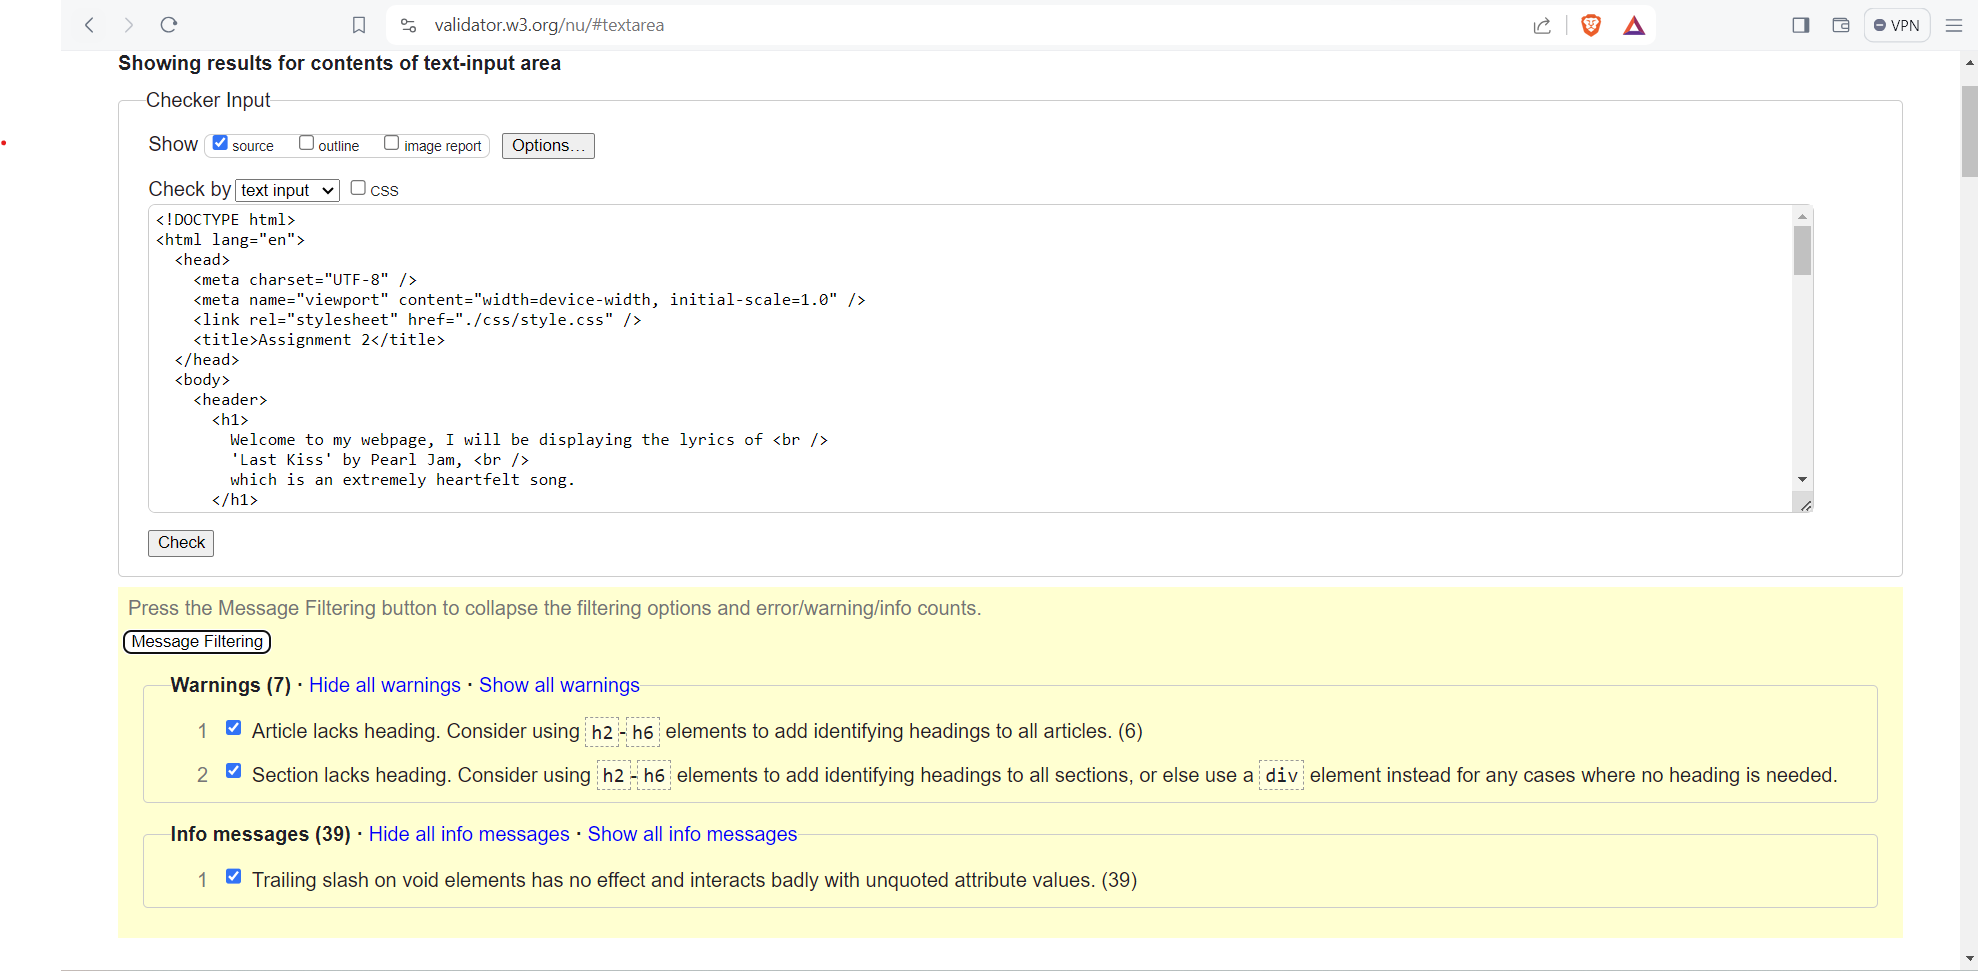 validator.w3.org/nu/#textarea
VPN
Showing results for contents of text-input area
Checker Input
Show source outline image report Options...
Check by text input CSS
<!DOCTYPE html>
<html lang="en">
<head>
<meta charset="UTF-8" />
<meta name="viewport" content="width=device-width, initial-scale=1.0" />
<link rel="stylesheet" href="./css/style.css" />
<title>Assignment 2</title>
</head>
<body>
<header>
<h1>
Welcome to my webpage, I will be displaying the lyrics of <br />
'Last Kiss' by Pearl Jam, <br />
which is an extremely heartfelt song.
</h1>
Check
Press the Message Filtering button to collapse the filtering options and error/warning/info counts.
Message Filtering
Warnings (7) · Hide all warnings · Show all warnings
1 Article lacks heading. Consider using h2-h6 elements to add identifying headings to all articles. (6)
2 Section lacks heading. Consider using h2-h6 elements to add identifying headings to all sections, or else use a div element instead for any cases where no heading is needed.
Info messages (39) · Hide all info messages · Show all info messages
1 Trailing slash on void elements has no effect and interacts badly with unquoted attribute values. (39)